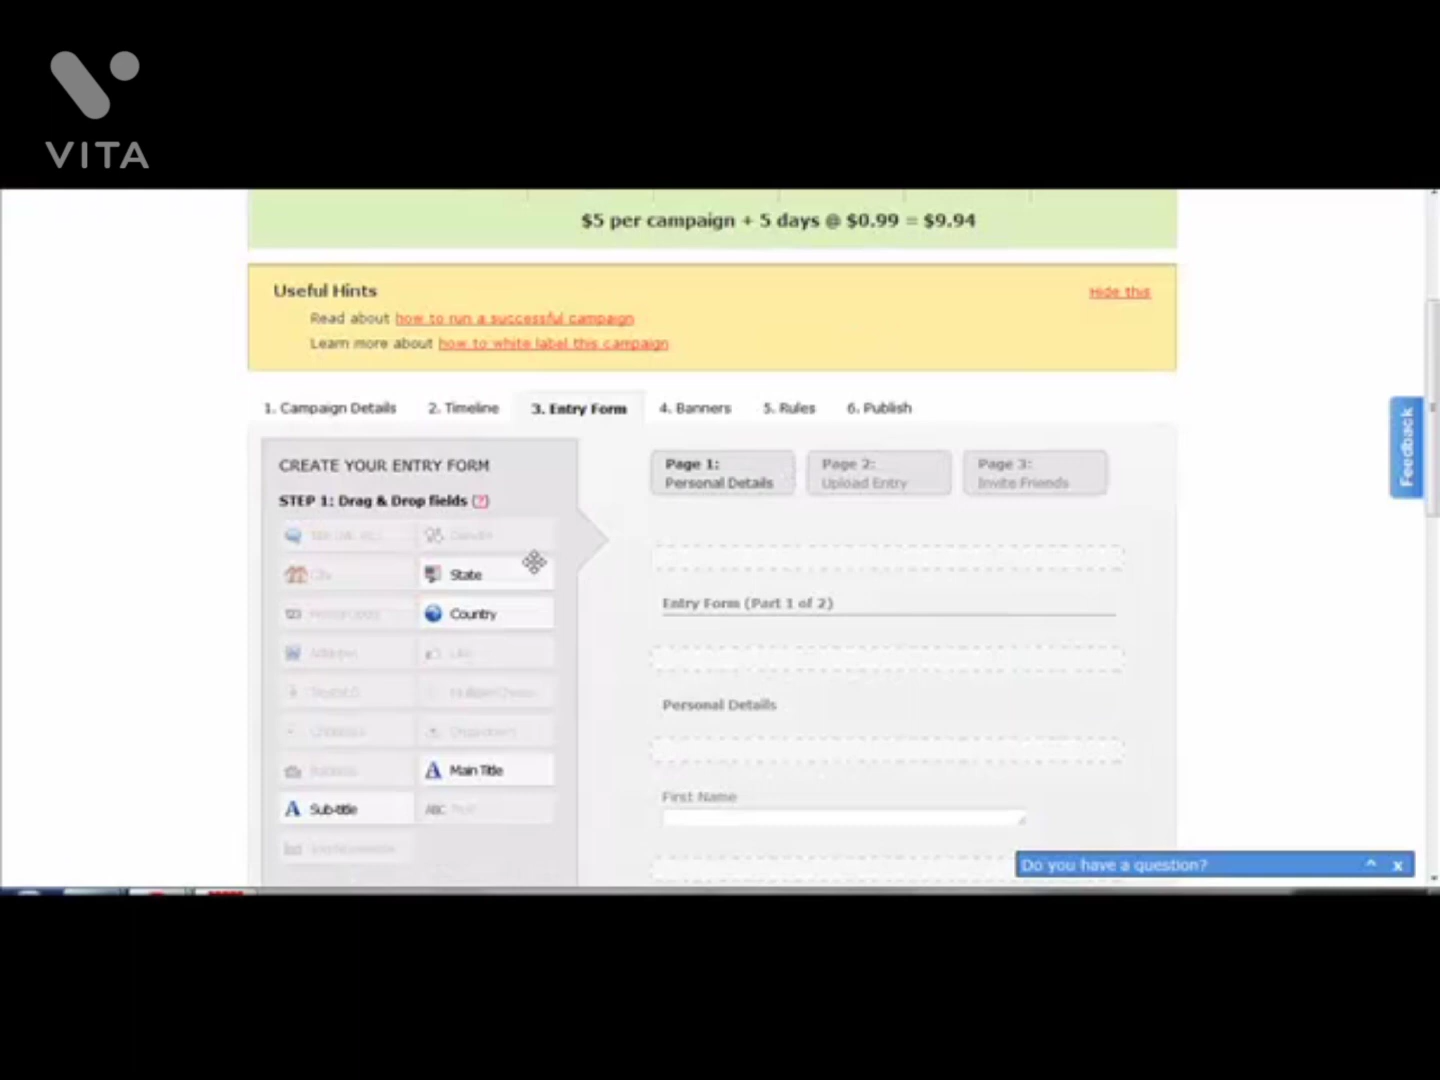 VITA
$5 per campaign + 5 days @ $0.99 = $9.94
Useful Hints
Hide this
Read about how to run a successful campaign
Learn more about how to white label this campaign
1. Campaign Details 2. Timeline 3. Entry Form 4. Banners 5. Rules 6. Publish
CREATE YOUR ENTRY FORM
STEP 1: Drag & Drop fields (?)
State
Country
Address
Multiple Choice
Main Title
Sub-title
ABC
Page 1:
Personal Details
Page 2:
Upload Entry
Page 3:
Invite Friends
Entry Form (Part 1 of 2)
Personal Details
First Name
Feedback
Do you have a question? ^ x